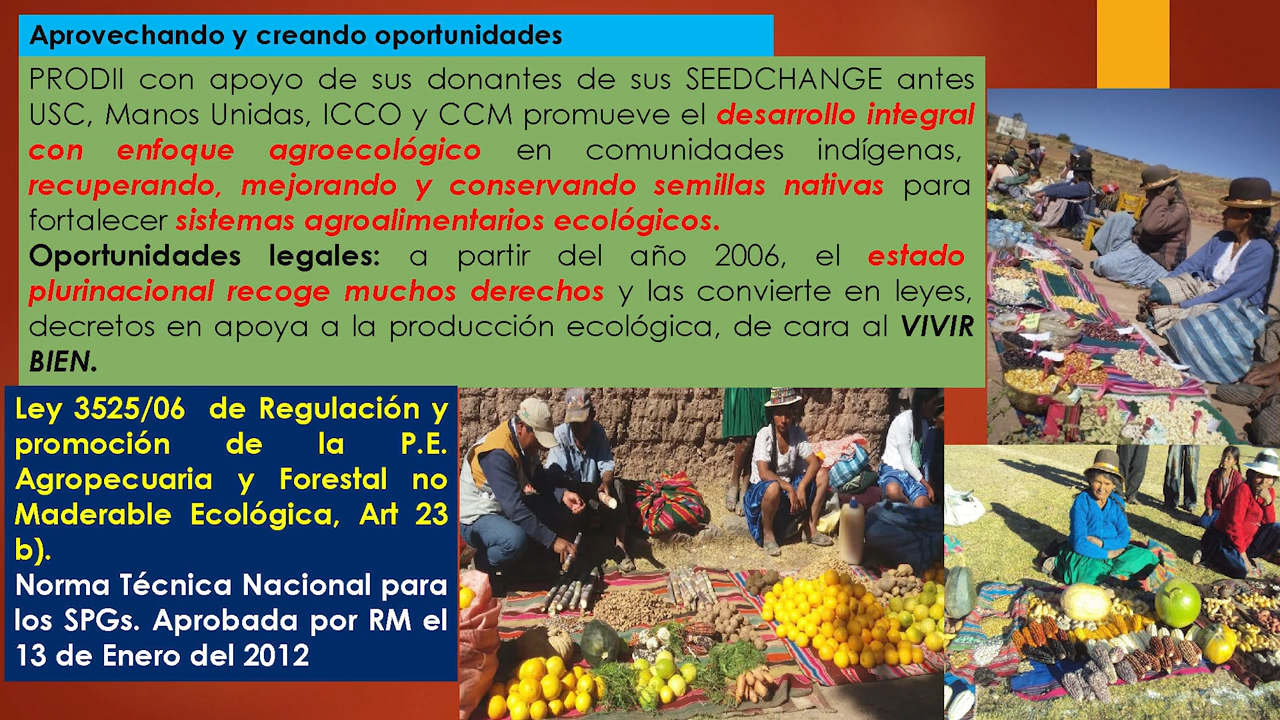 Aprovechando y creando oportunidades
PRODII con apoyo de sus donantes de sus SEEDCHANGE antes
USC, Manos Unidas, ICCO y CCM promueve el desarrollo integral
con enfoque agroecológico en comunidades indígenas,
recuperando, mejorando y conservando semillas nativas para
fortalecer sistemas agroalimentarios ecológicos.
Oportunidades legales: a partir del año 2006, el estado
plurinacional recoge muchos derechos y las convierte en leyes,
decretos en apoya a la producción ecológica, de cara al VIVIR
BIEN.
Ley 3525/06 de Regulación y
promoción de la P.E.
Agropecuaria y Forestal no
Maderable Ecológica, Art 23
b).
Norma Técnica Nacional para
los SPGs. Aprobada por RM el
13 de Enero del 2012